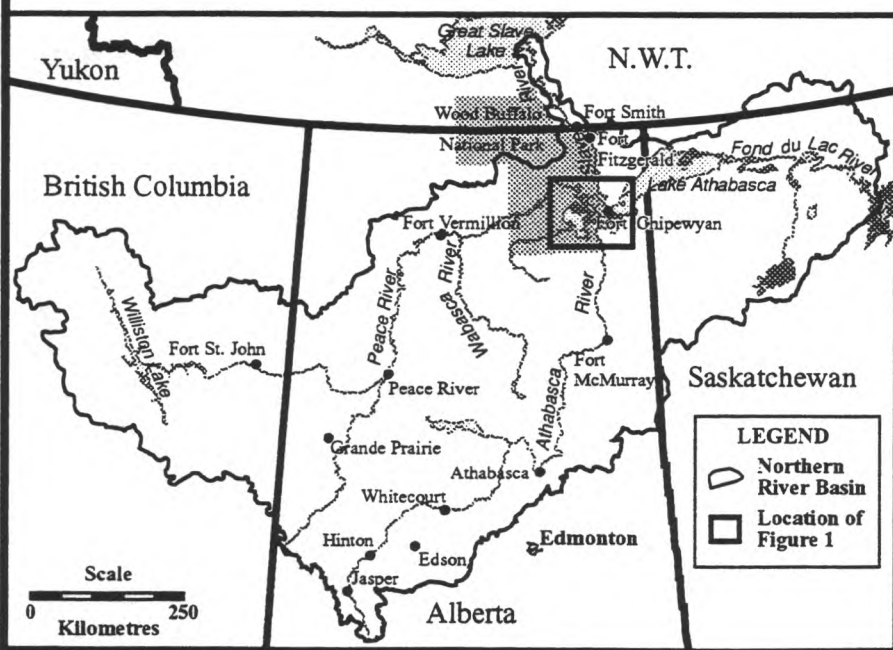 Great Slave
Lake
Yukon
N.W.T.
River
Wood Buffalo
National Park
Fort Smith
Fort
Fitzgerald
Slave
Fond du Lac River
Lake Athabasca
British Columbia
Fort Vermillion
Fort Chipewyan
Peace River
Wabasca River
River
Athabasca
Williston Lake
Fort St. John
Peace River
Fort
McMurray
Saskatchewan
Grande Prairie
Athabasca
Whitecourt
Hinton
Edson
Edmonton
Jasper
Alberta
LEGEND
Northern
River Basin
Location of
Figure 1
Scale
0 250
Kilometres